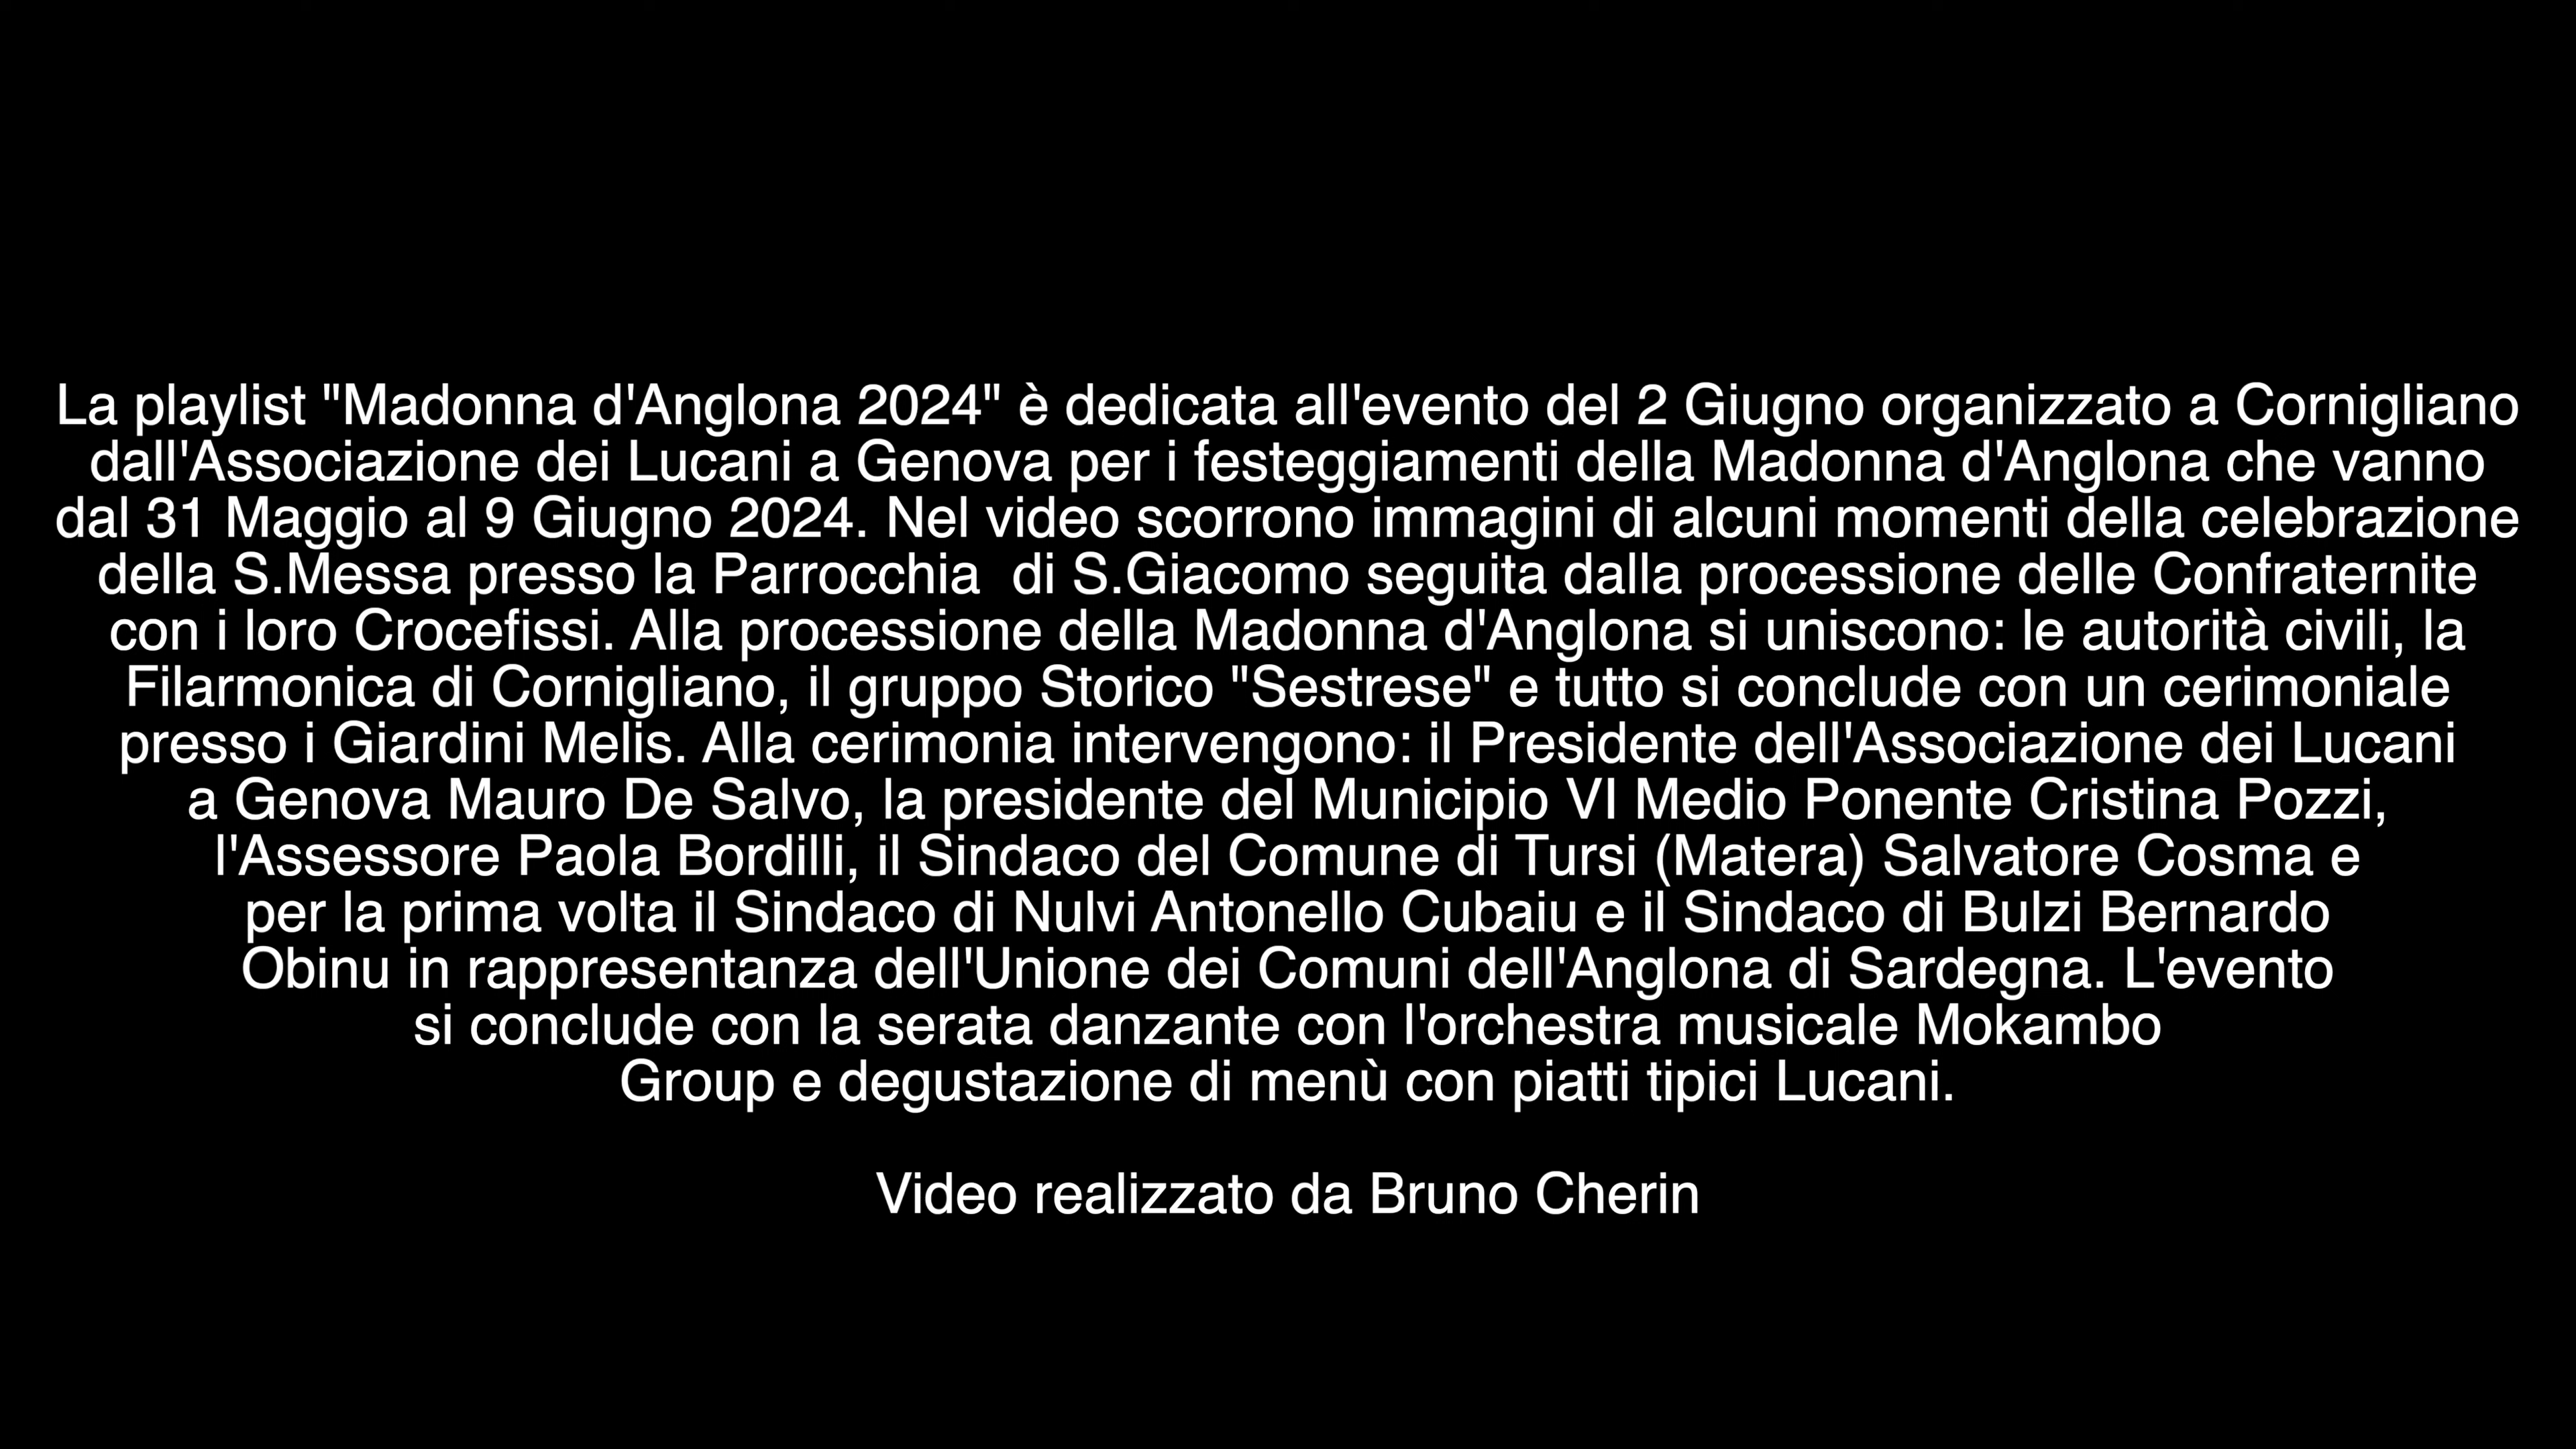 La playlist "Madonna d'Anglona 2024" è dedicata all'evento del 2 Giugno organizzato a Cornigliano
dall'Associazione dei Lucani a Genova per i festeggiamenti della Madonna d'Anglona che vanno
dal 31 Maggio al 9 Giugno 2024. Nel video scorrono immagini di alcuni momenti della celebrazione
della S.Messa presso la Parrocchia  di S.Giacomo seguita dalla processione delle Confraternite
con i loro Crocefissi. Alla processione della Madonna d'Anglona si uniscono: le autorità civili, la
Filarmonica di Cornigliano, il gruppo Storico "Sestrese" e tutto si conclude con un cerimoniale
presso i Giardini Melis. Alla cerimonia intervengono: il Presidente dell'Associazione dei Lucani
a Genova Mauro De Salvo, la presidente del Municipio VI Medio Ponente Cristina Pozzi,
l'Assessore Paola Bordilli, il Sindaco del Comune di Tursi (Matera) Salvatore Cosma e
per la prima volta il Sindaco di Nulvi Antonello Cubaiu e il Sindaco di Bulzi Bernardo
Obinu in rappresentanza dell'Unione dei Comuni dell'Anglona di Sardegna. L'evento
si conclude con la serata danzante con l'orchestra musicale Mokambo
Group e degustazione di menù con piatti tipici Lucani.
Video realizzato da Bruno Cherin